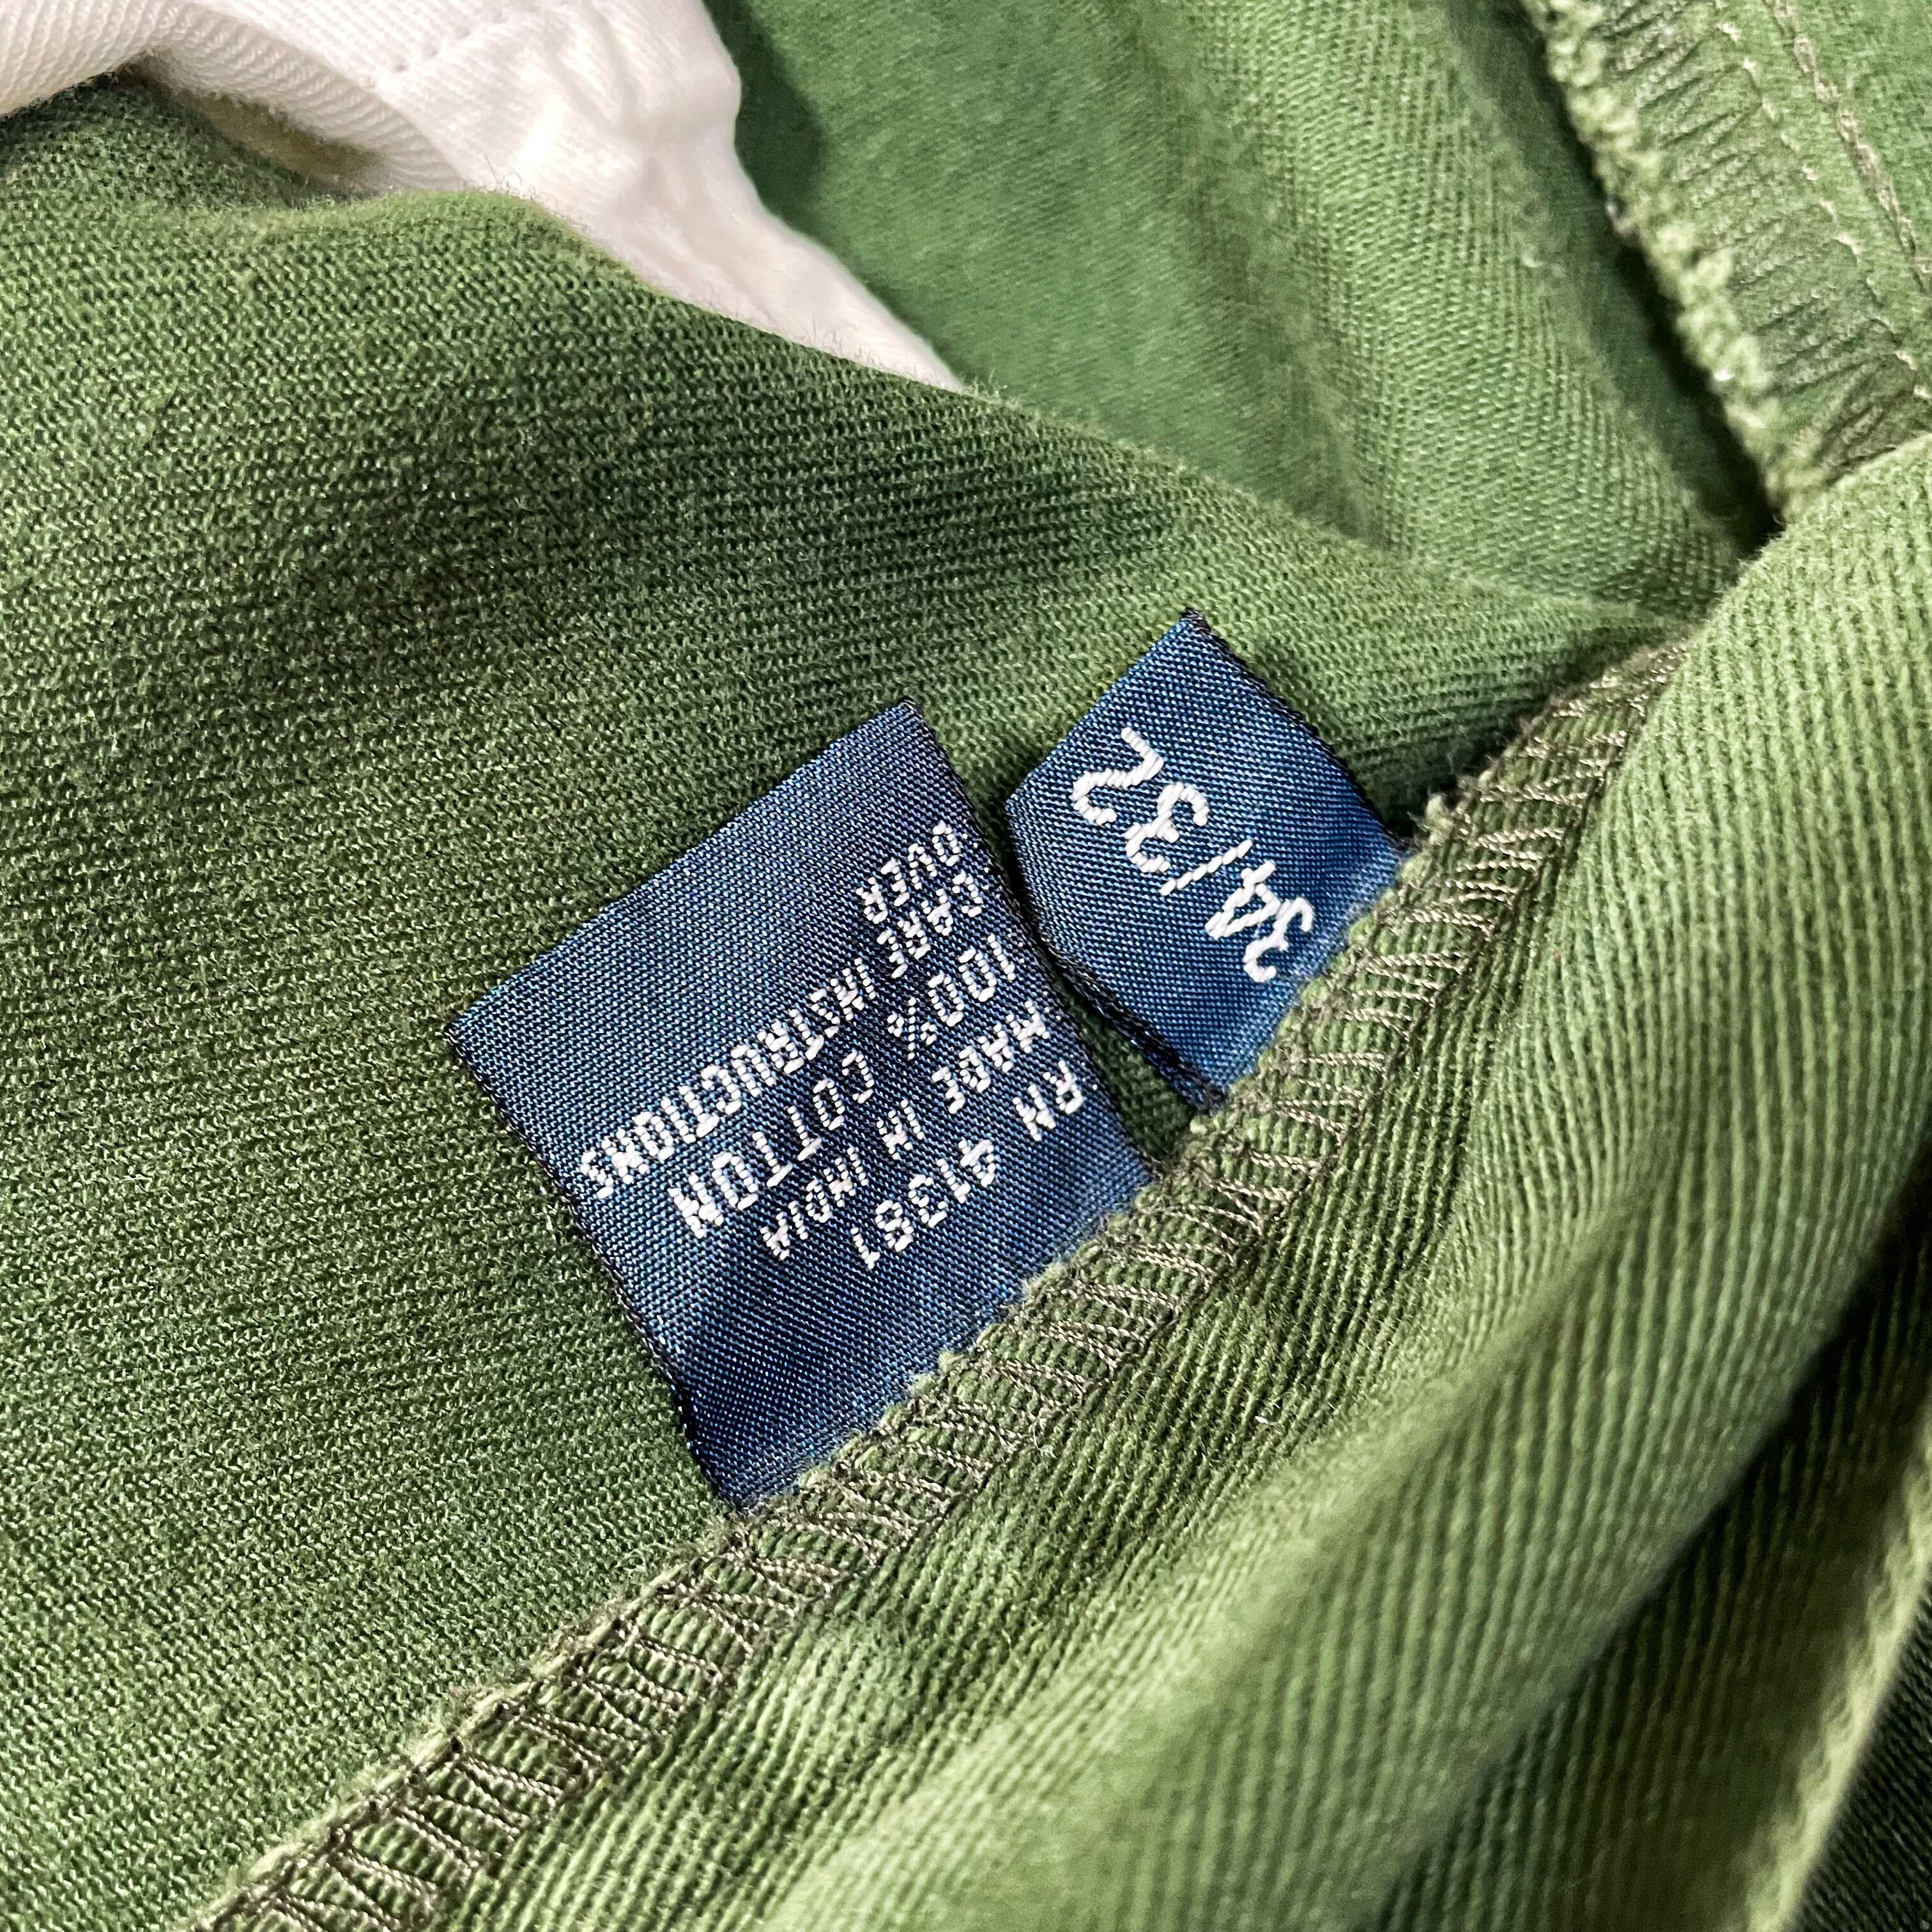 34/32
RN 41381
MADE IN INDIA
100% COTTON
CARE INSTRUCTIONS
OVER